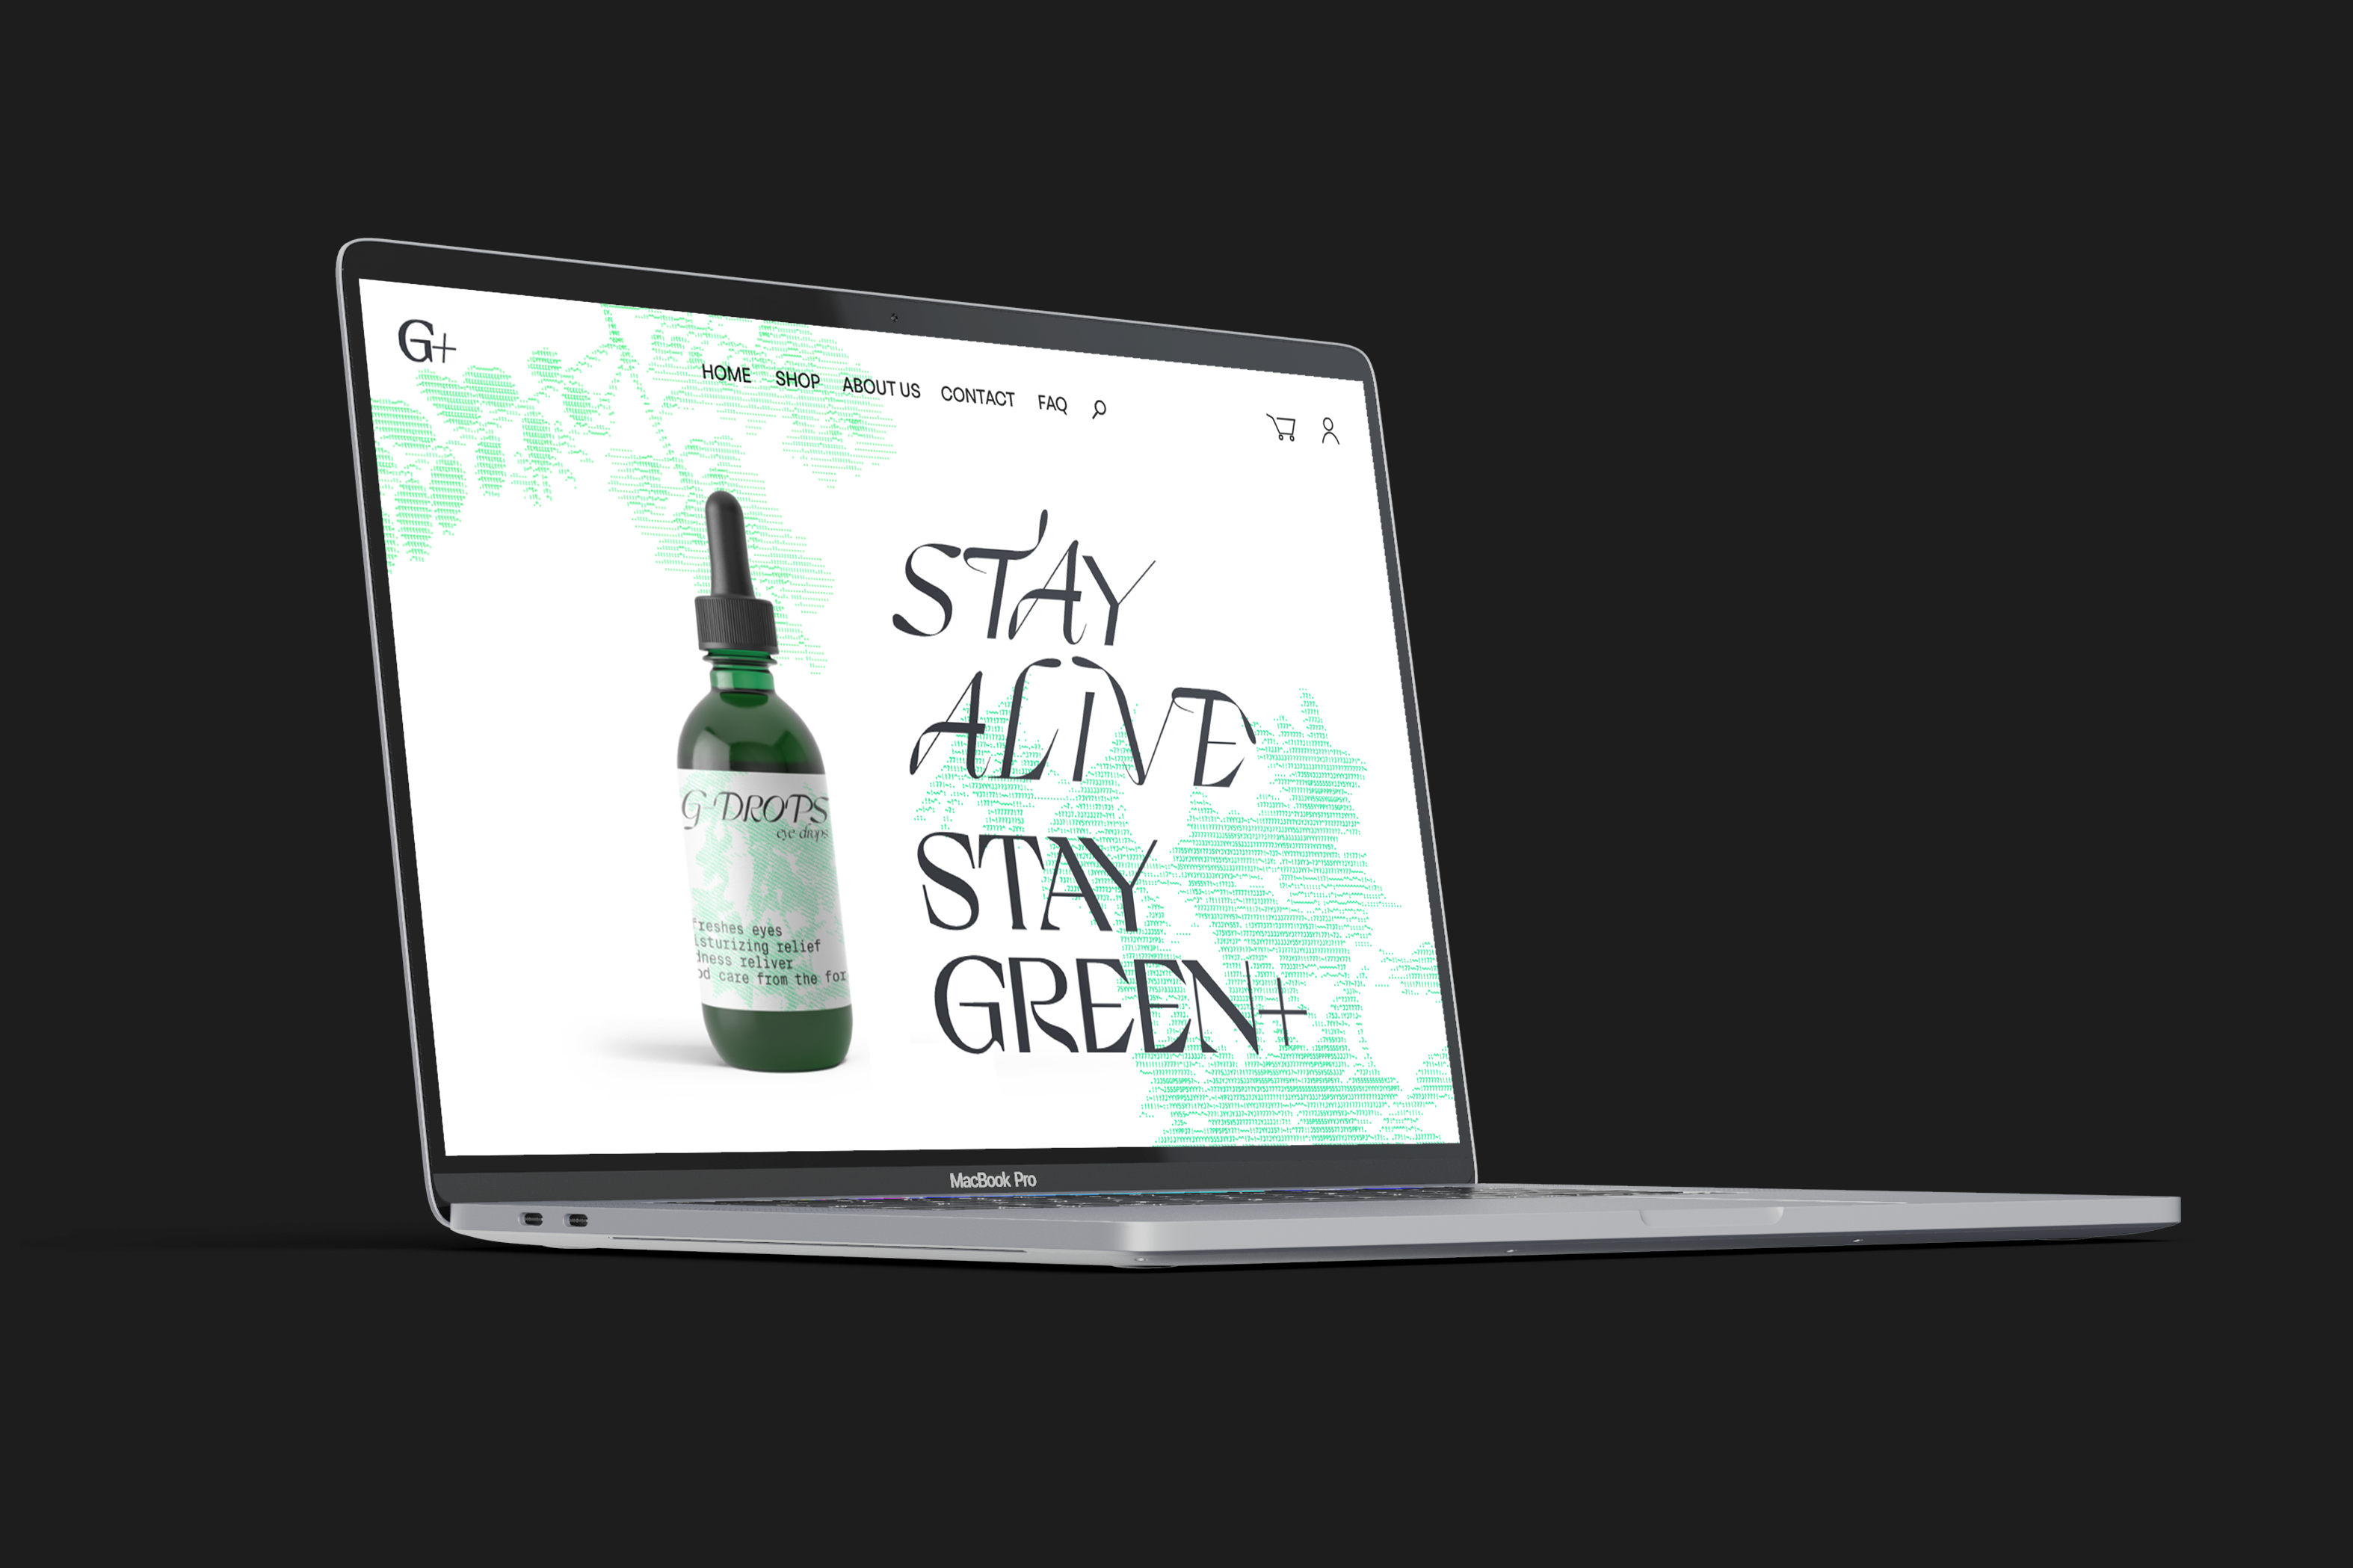 G+
HOME SHOP ABOUT US CONTACT FAQ
STAY
ALIVE
STAY
GREEN+
G-DROPS
eye drops
freshes eyes
isturizing relief
dness reliver
od care from the for
MacBook Pro